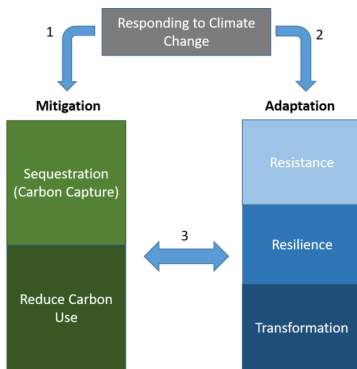 Responding to Climate
Change
1
2
Mitigation
Adaptation
Sequestration
(Carbon Capture)
Reduce Carbon
Use
3
Resistance
Resilience
Transformation